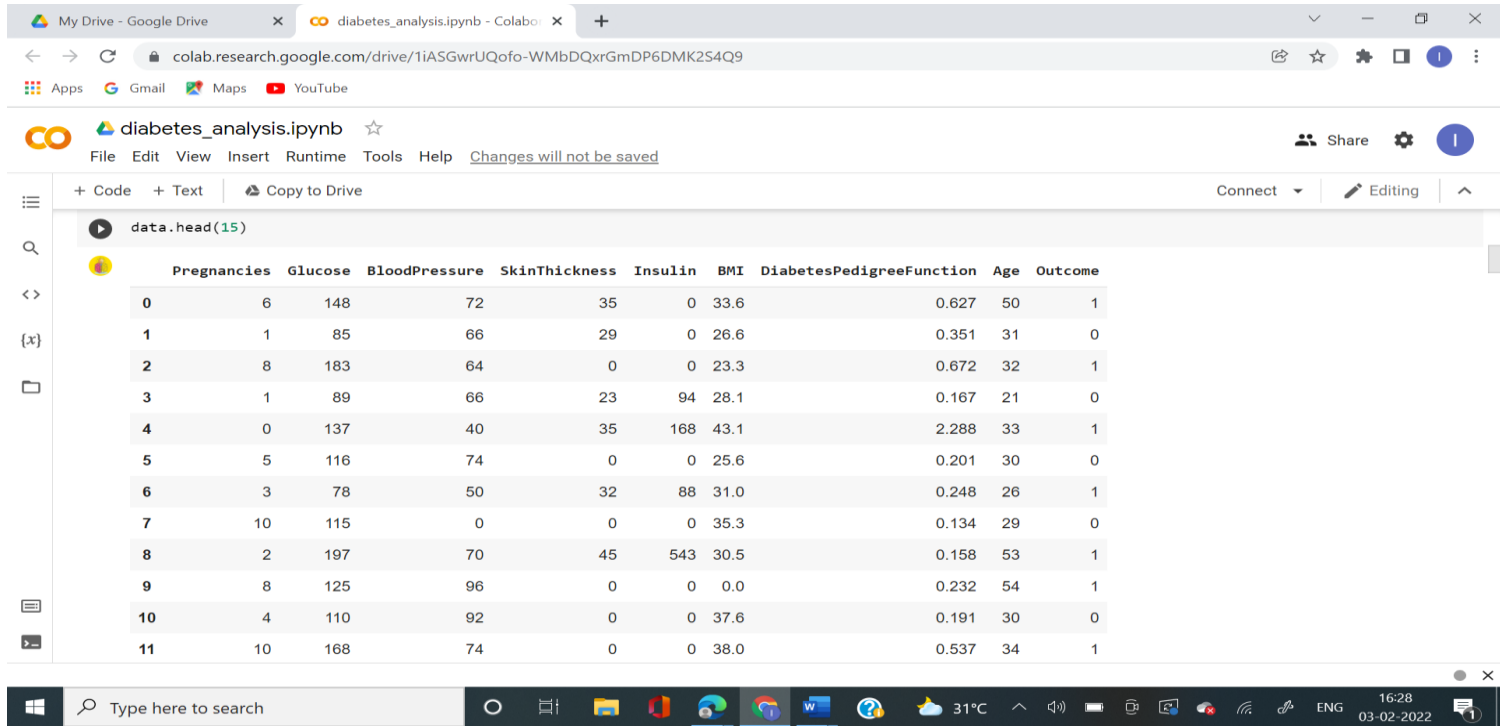 My Drive - Google Drive
diabetes_analysis.ipynb - Colabor
colab.research.google.com/drive/1iASGwrUQofo-WMbDQxrGmDP6DMK2S4Q9
Apps Gmail Maps YouTube
diabetes_analysis.ipynb
Share
I
File Edit View Insert Runtime Tools Help Changes will not be saved
+ Code + Text Copy to Drive Connect Editing
data.head(15)
Pregnancies Glucose BloodPressure SkinThickness Insulin BMI DiabetesPedigreeFunction Age Outcome
0 6 148 72 35 0 33.6 0.627 50 1
1 1 85 66 29 0 26.6 0.351 31 0
2 8 183 64 0 0 23.3 0.672 32 1
3 1 89 66 23 94 28.1 0.167 21 0
4 0 137 40 35 168 43.1 2.288 33 1
5 5 116 74 0 0 25.6 0.201 30 0
6 3 78 50 32 88 31.0 0.248 26 1
7 10 115 0 0 0 35.3 0.134 29 0
8 2 197 70 45 543 30.5 0.158 53 1
9 8 125 96 0 0 0.0 0.232 54 1
10 4 110 92 0 0 37.6 0.191 30 0
11 10 168 74 0 0 38.0 0.537 34 1
Type here to search
31°C
ENG
16:28
03-02-2022